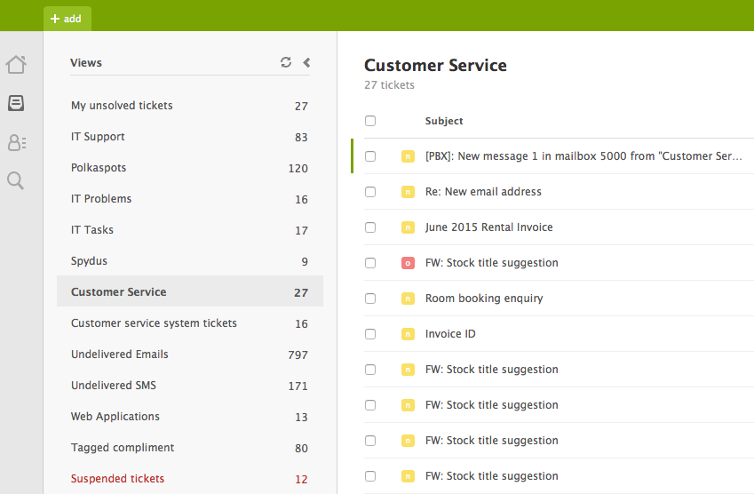 + add
Views
My unsolved tickets 27
IT Support 83
Polkaspots 120
IT Problems 16
IT Tasks 17
Spydus 9
Customer Service 27
Customer service system tickets 16
Undelivered Emails 797
Undelivered SMS 171
Web Applications 13
Tagged compliment 80
Suspended tickets 12
Customer Service
27 tickets
Subject
n [PBX]: New message 1 in mailbox 5000 from "Customer Ser...
n Re: New email address
n June 2015 Rental Invoice
o FW: Stock title suggestion
n Room booking enquiry
n Invoice ID
n FW: Stock title suggestion
n FW: Stock title suggestion
n FW: Stock title suggestion
n FW: Stock title suggestion